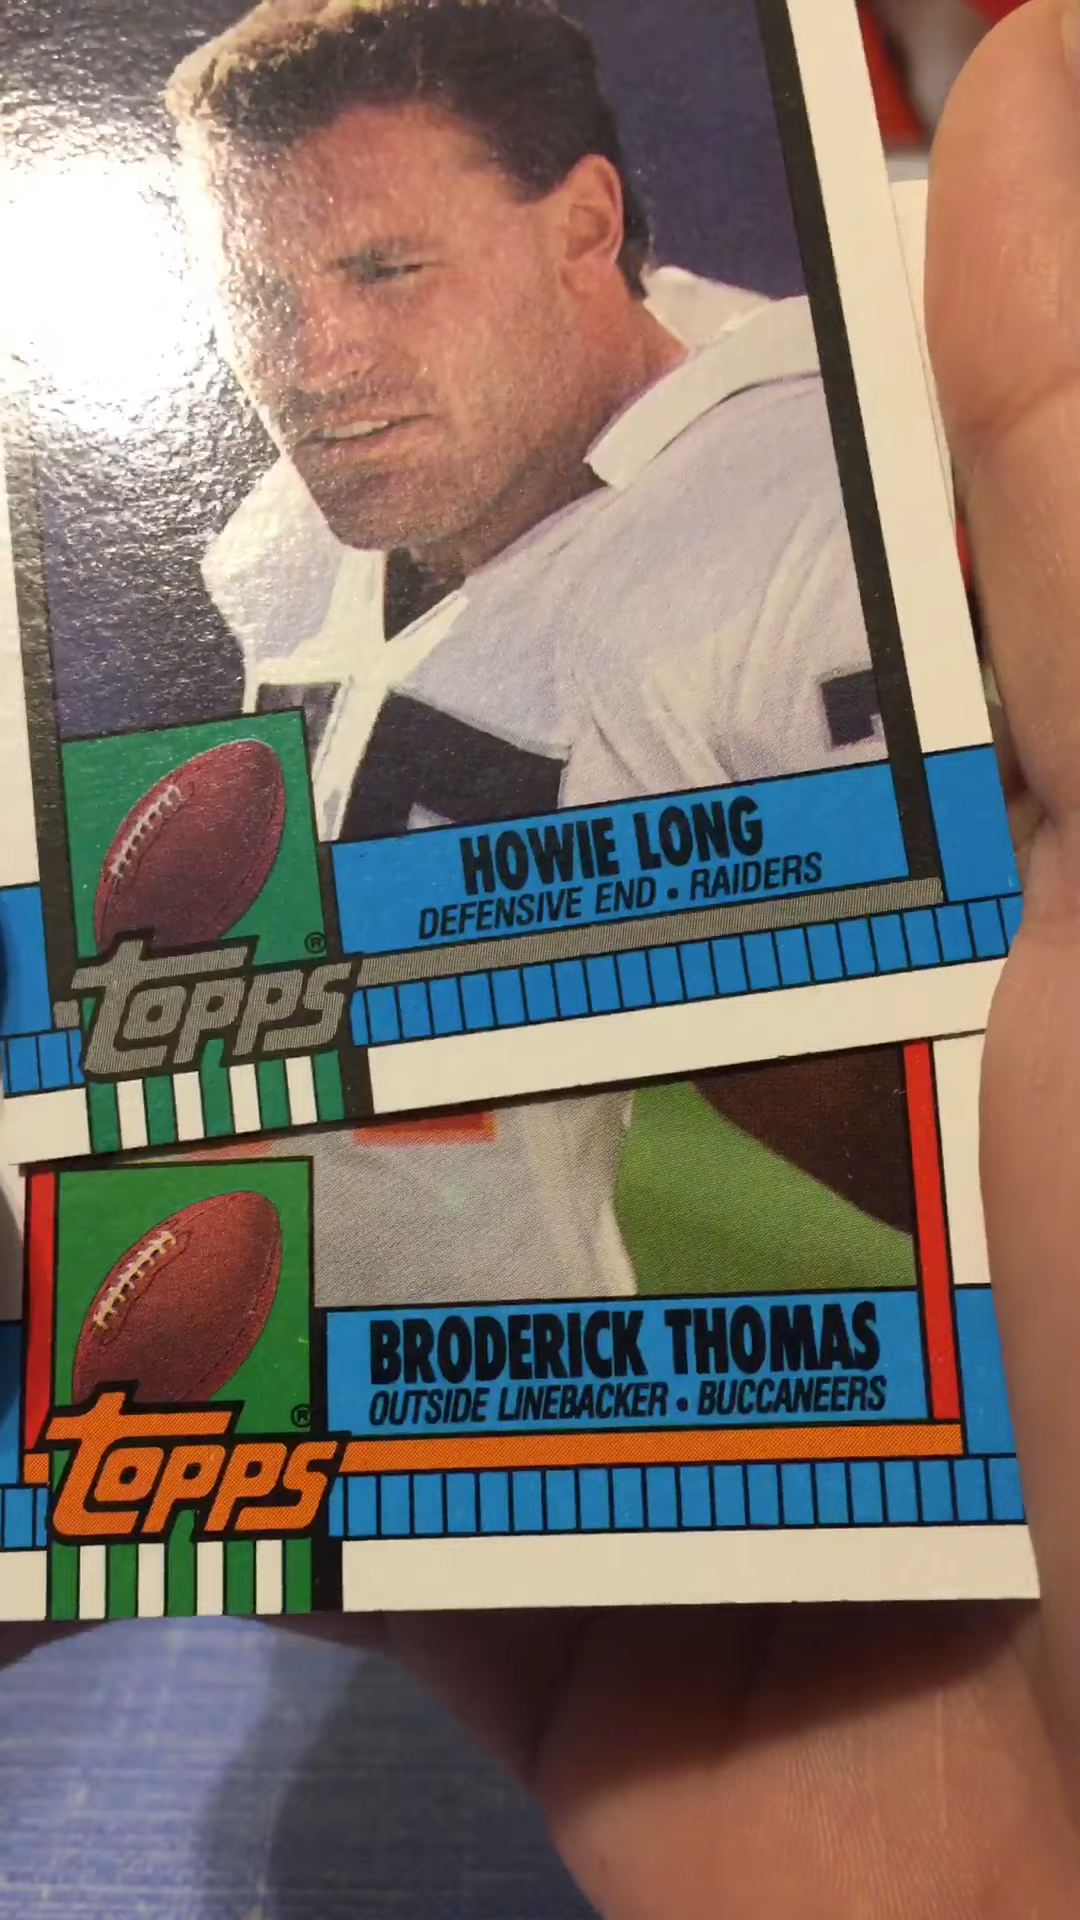 HOWIE LONG
DEFENSIVE END • RAIDERS
topps®
BRODERICK THOMAS
OUTSIDE LINEBACKER • BUCCANEERS
topps®